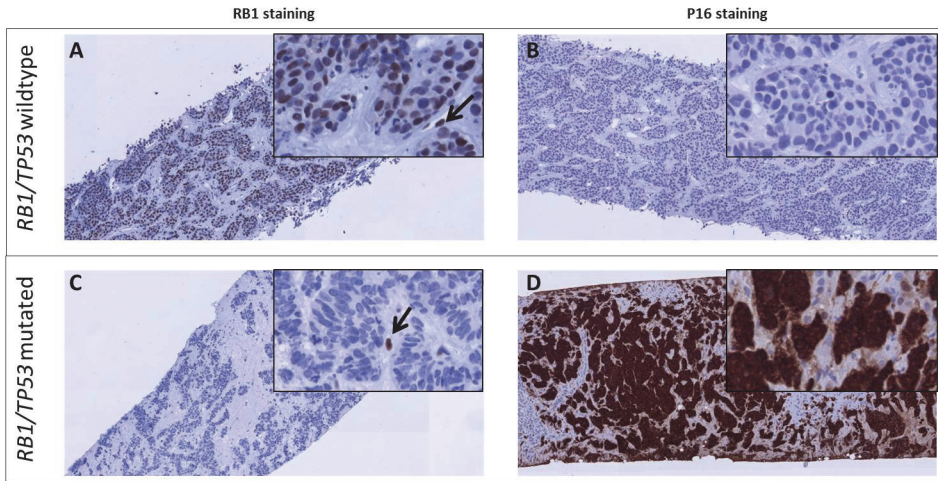 RB1 staining
P16 staining
RB1/TP53 wildtype
A
B
RB1/TP53 mutated
C
D